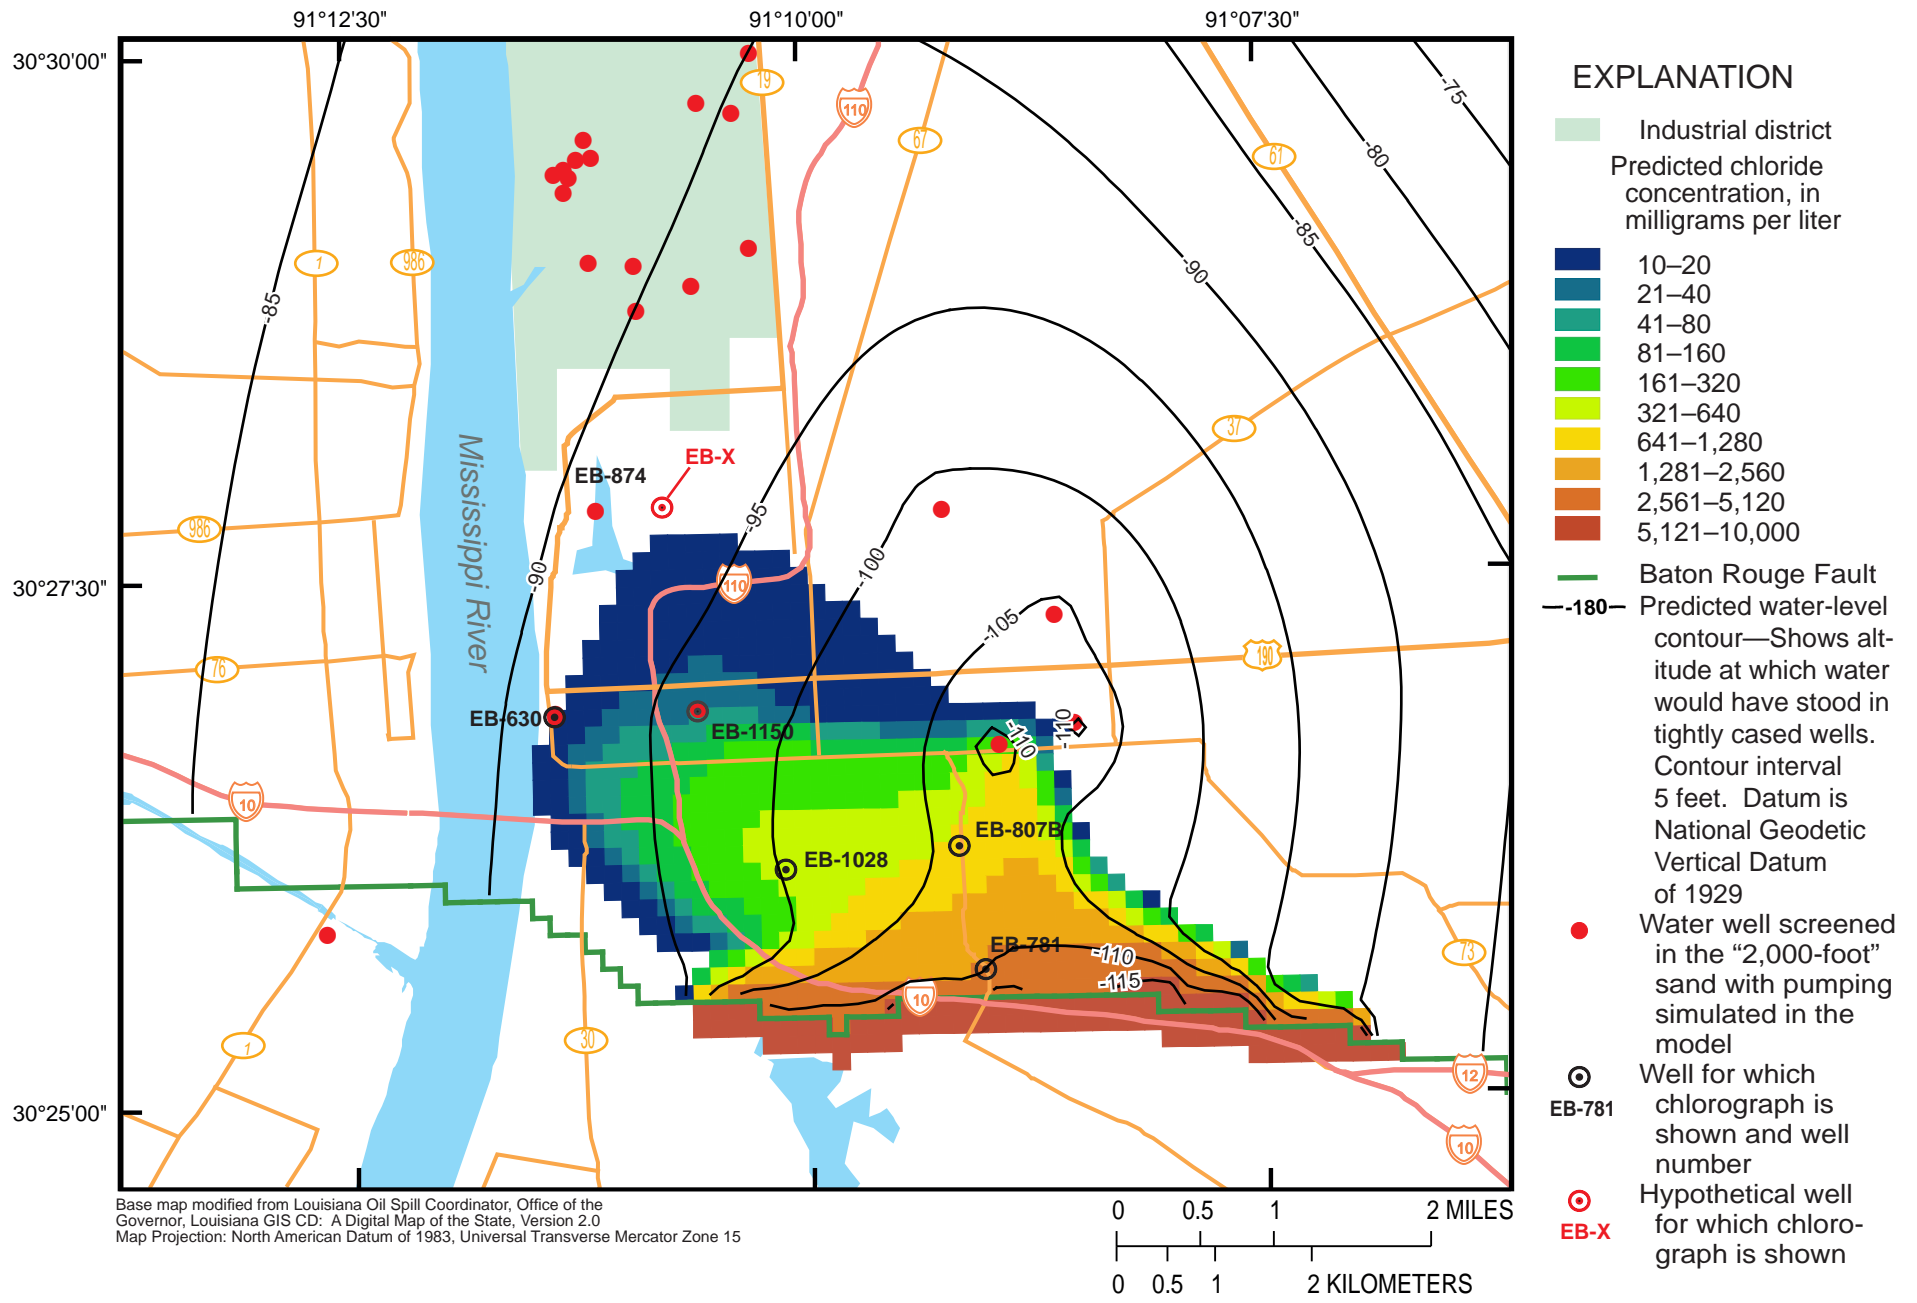 91°12'30"
91°10'00"
91°07'30"
30°30'00"
30°27'30"
30°25'00"
19
110
67
61
-75
-80
-85
-90
-85
1
986
37
Mississippi River
EB-874
EB-X
-95
-100
-90
986
110
-105
190
76
EB-630
EB-1150
-110
-110
10
EB-807B
EB-1028
EB-781
-110
-115
10
73
1
30
12
10
EXPLANATION
Industrial district
Predicted chloride
concentration, in
milligrams per liter
10–20
21–40
41–80
81–160
161–320
321–640
641–1,280
1,281–2,560
2,561–5,120
5,121–10,000
Baton Rouge Fault
-180
Predicted water-level
contour—Shows alt-
itude at which water
would have stood in
tightly cased wells.
Contour interval
5 feet. Datum is
National Geodetic
Vertical Datum
of 1929
Water well screened
in the “2,000-foot”
sand with pumping
simulated in the
model
Well for which
chlorograph is
shown and well
number
EB-781
Hypothetical well
for which chloro-
graph is shown
EB-X
Base map modified from Louisiana Oil Spill Coordinator, Office of the
Governor, Louisiana GIS CD: A Digital Map of the State, Version 2.0
Map Projection: North American Datum of 1983, Universal Transverse Mercator Zone 15
0 0.5 1 2 MILES
0 0.5 1 2 KILOMETERS